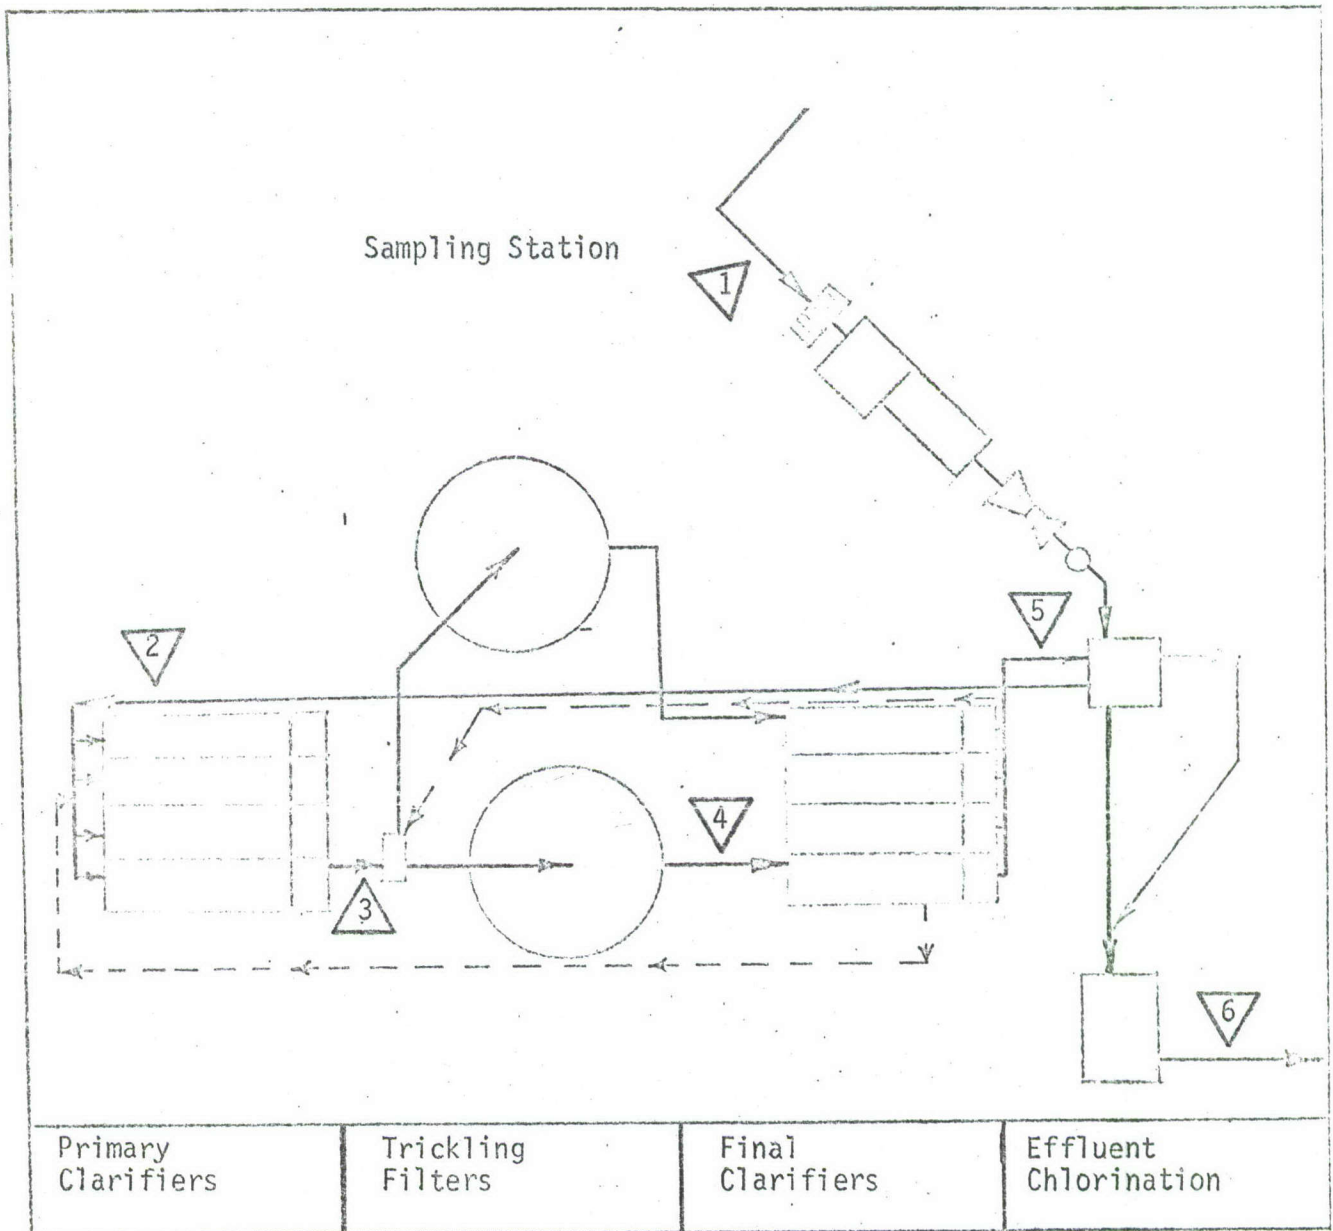 Sampling Station
1
5
2
4
3
6
Primary
Clarifiers
Trickling
Filters
Final
Clarifiers
Effluent
Chlorination